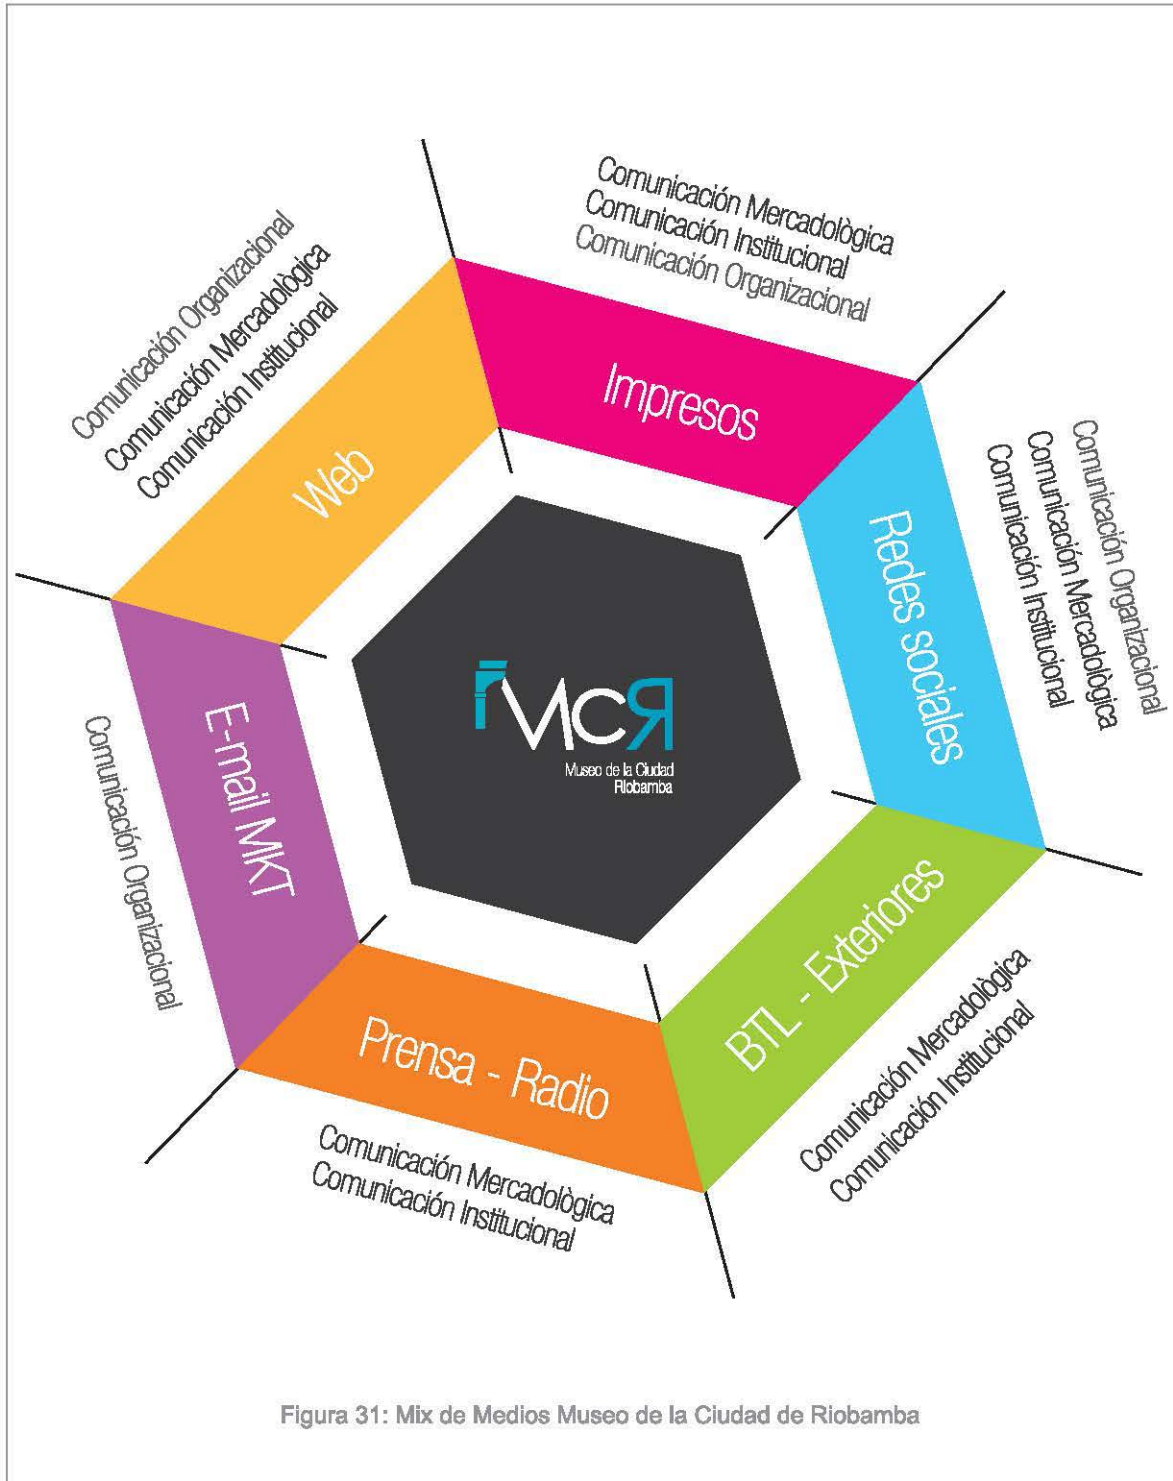 Comunicación Mercadològica
Comunicación Institucional
Comunicación Organizacional
Impresos
Comunicación Organizacional
Comunicación Mercadològica
Comunicación Institucional
Redes sociales
Comunicación Mercadològica
Comunicación Institucional
BTL - Exteriores
Comunicación Mercadològica
Comunicación Institucional
Prensa - Radio
Comunicación Organizacional
E-mail MKT
Comunicación Organizacional
Comunicación Mercadològica
Comunicación Institucional
Web
MCR
Museo de la Ciudad
Riobamba
Figura 31: Mix de Medios Museo de la Ciudad de Riobamba